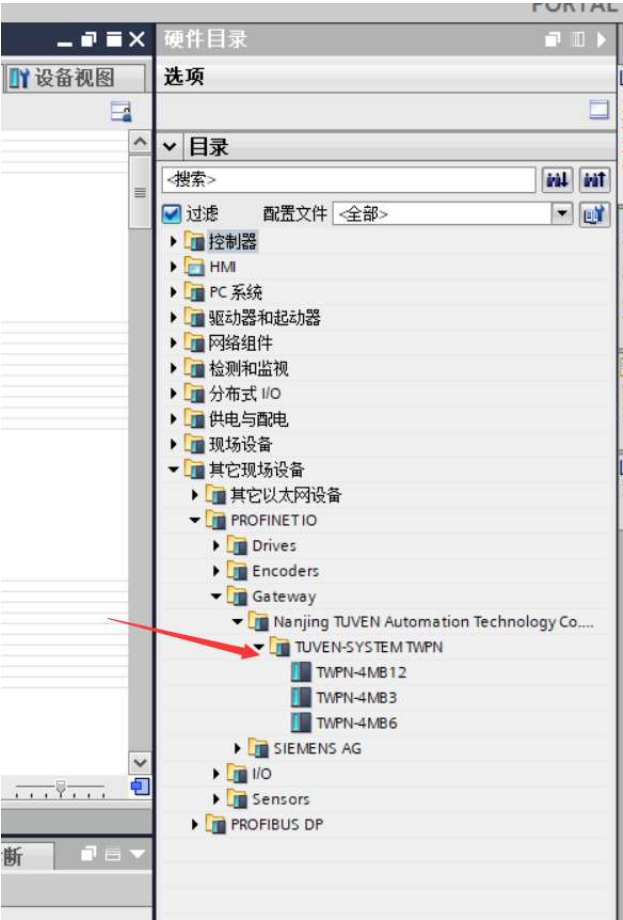 PORTAL
硬件目录
设备视图
选项
目录
<搜索>
过滤 配置文件 <全部>
控制器
HMI
PC 系统
驱动器和起动器
网络组件
检测和监视
分布式 I/O
供电与配电
现场设备
其它现场设备
其它以太网设备
PROFINET IO
Drives
Encoders
Gateway
Nanjing TUVEN Automation Technology Co....
TUVEN-SYSTEM TWPN
TWPN-4MB12
TWPN-4MB3
TWPN-4MB6
SIEMENS AG
I/O
Sensors
PROFIBUS DP
断